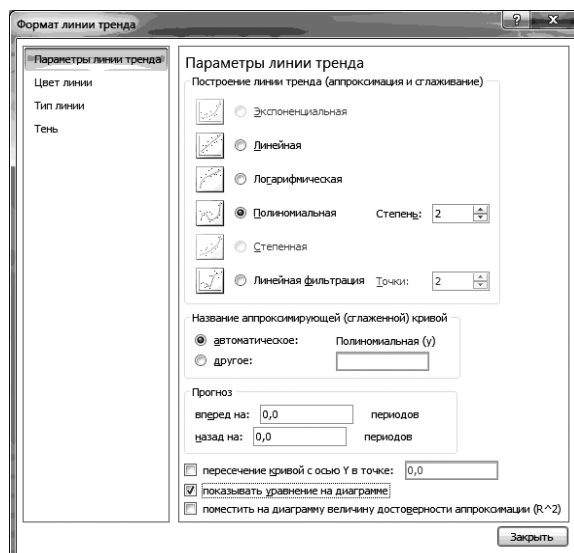 Формат линии тренда
Параметры линии тренда
Цвет линии
Тип линии
Тень
Параметры линии тренда
Построение линии тренда (аппроксимация и сглаживание)
Экспоненциальная
Линейная
Логарифмическая
Полиномиальная Степень: 2
Степенная
Линейная фильтрация Точки: 2
Название аппроксимирующей (сглаженной) кривой
автоматическое: Полиномиальная (y)
другое:
Прогноз
вперед на: 0,0 периодов
назад на: 0,0 периодов
пересечение кривой с осью Y в точке: 0,0
показывать уравнение на диаграмме
поместить на диаграмму величину достоверности аппроксимации (R^2)
Закрыть